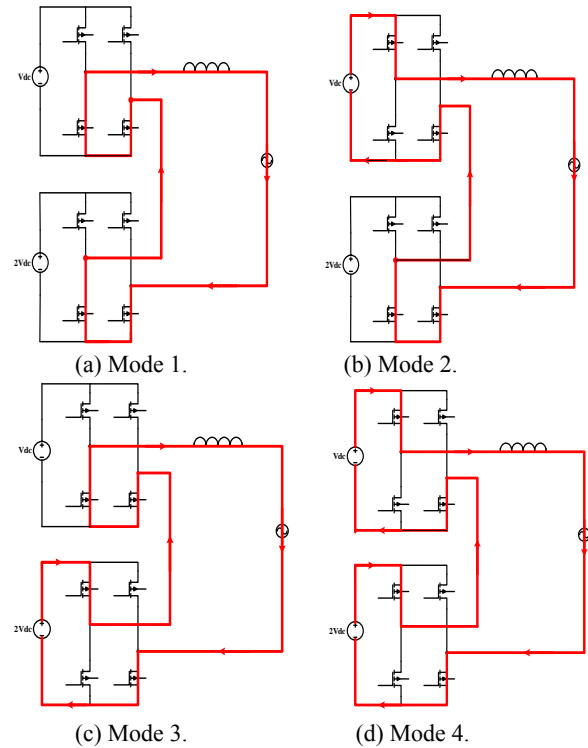 Vdc
Vdc
2Vdc
2Vdc
(a) Mode 1.
(b) Mode 2.
Vdc
Vdc
2Vdc
2Vdc
(c) Mode 3.
(d) Mode 4.